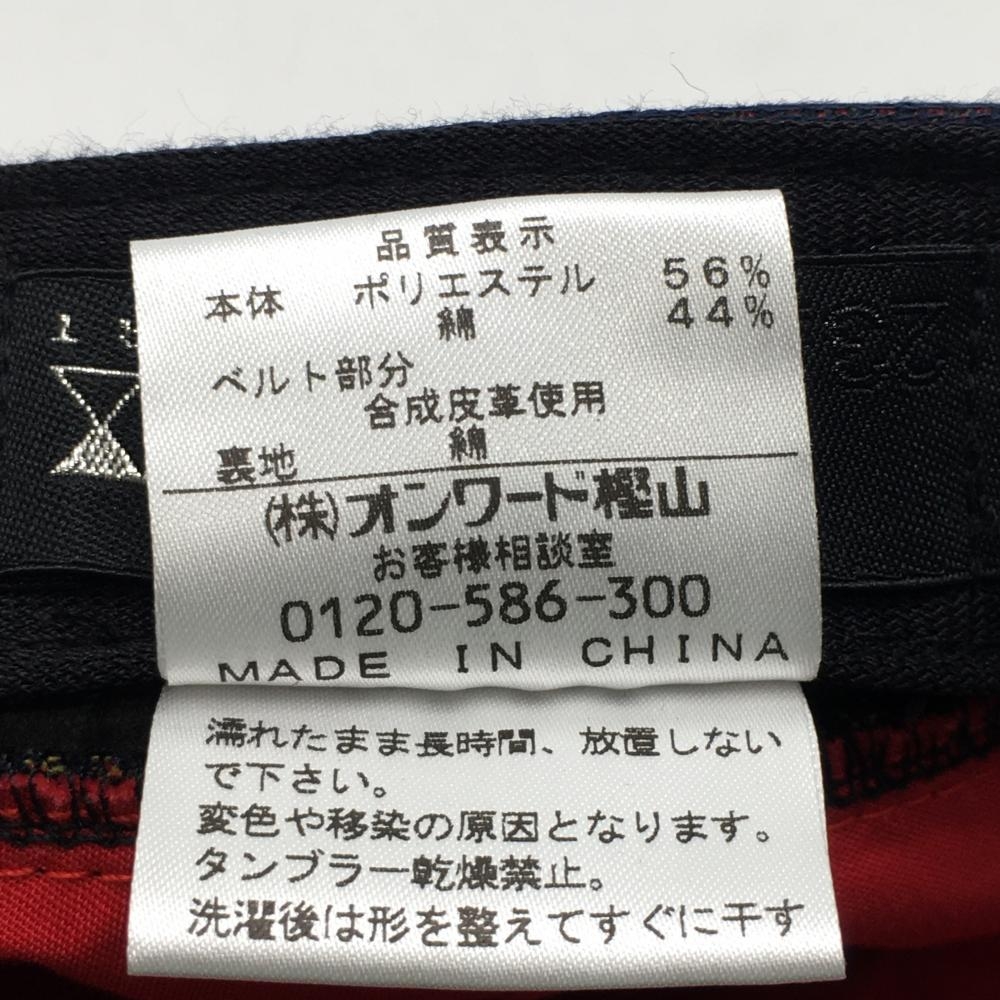 品質表示
本体 ポリエステル 56%
綿 44%
ベルト部分
合成皮革使用
裏地 綿
(株)オンワード樫山
お客様相談室
0120-586-300
MADE IN CHINA
濡れたまま長時間、放置しない
で下さい。
変色や移染の原因となります。
タンブラー乾燥禁止。
洗濯後は形を整えてすぐに干す